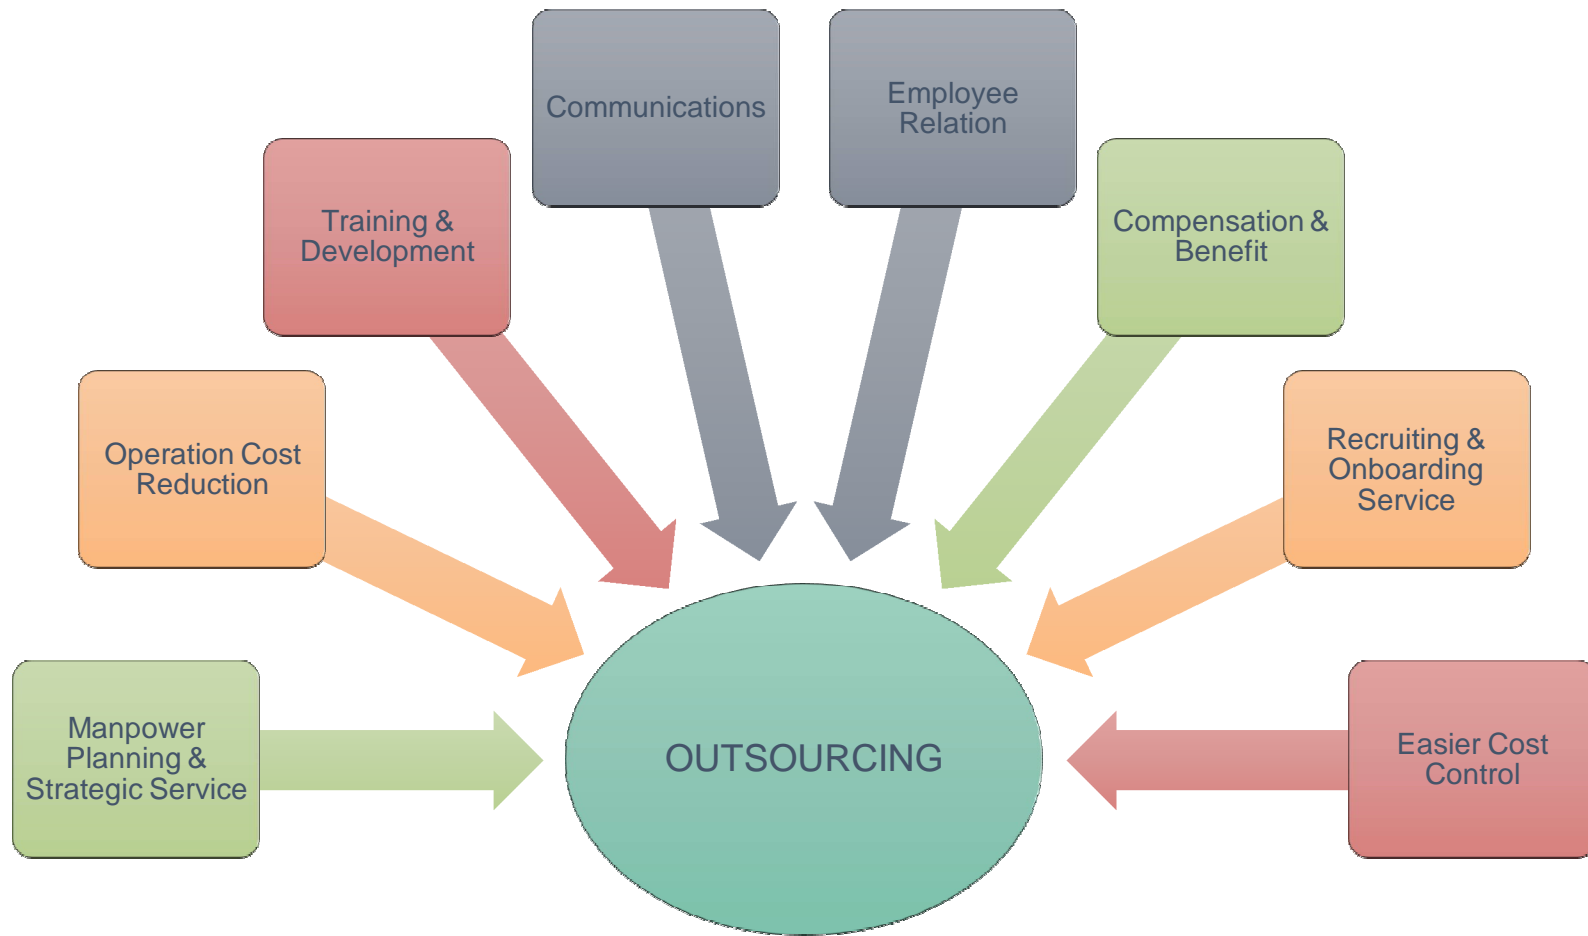 Communications
Employee
Relation
Training &
Development
Compensation &
Benefit
Operation Cost
Reduction
Recruiting &
Onboarding
Service
Manpower
Planning &
Strategic Service
OUTSOURCING
Easier Cost
Control